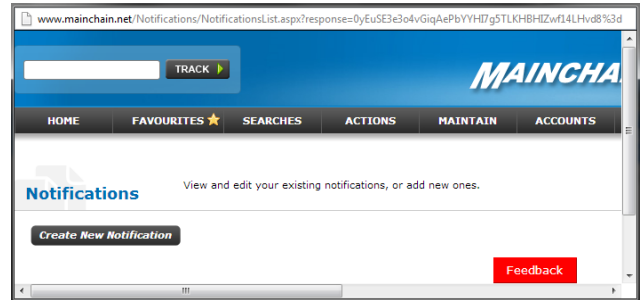 www.mainchain.net/Notifications/NotificationsList.aspx?response=0yEuSE3e3o4vGiqAePbYYHI7g5TLKHBHIZwf14LHvd8%3d
TRACK
MAINCHA
HOME FAVOURITES SEARCHES ACTIONS MAINTAIN ACCOUNTS
Notifications View and edit your existing notifications, or add new ones.
Create New Notification
Feedback